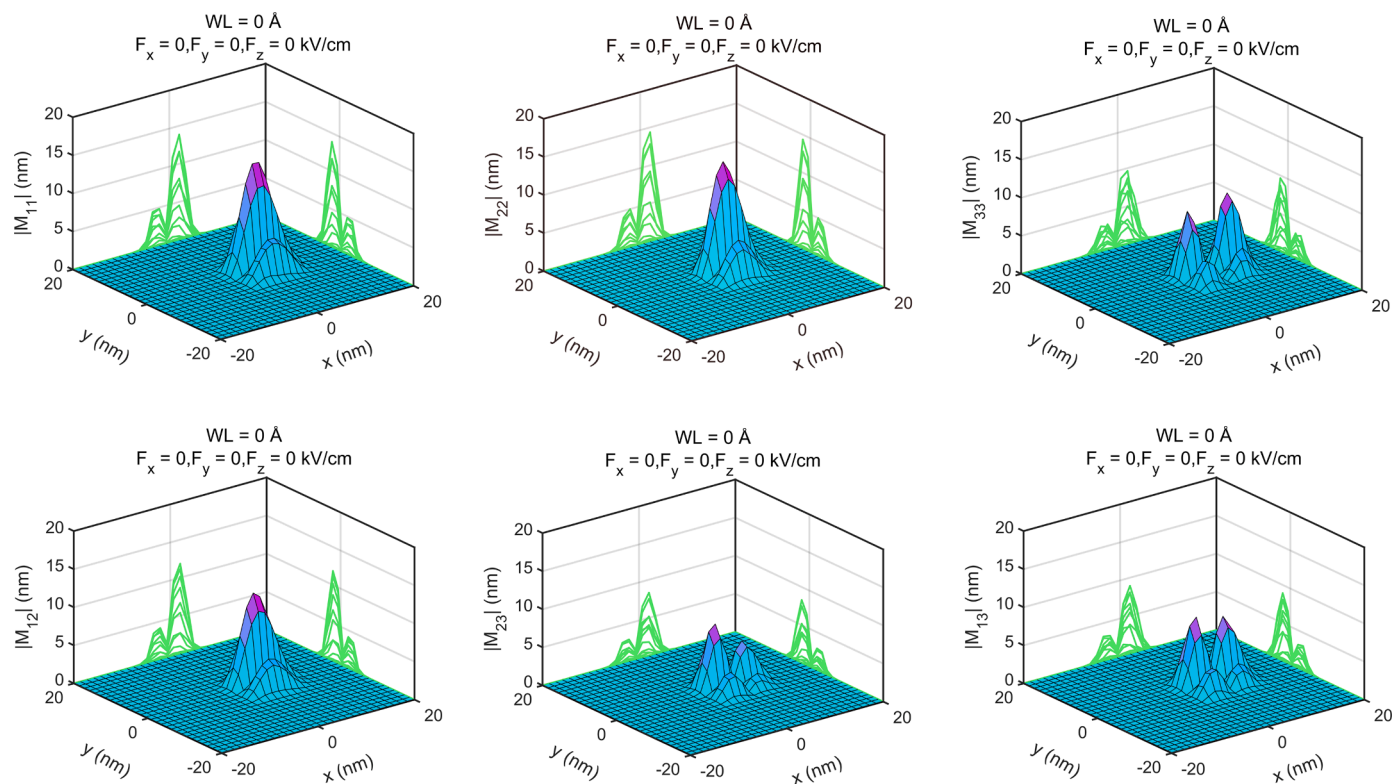 WL = 0 Å
F_x = 0,F_y = 0,F_z = 0 kV/cm
|M_11| (nm)
20
15
10
5
0
20
0
-20
y (nm)
-20
0
20
x (nm)
WL = 0 Å
F_x = 0,F_y = 0,F_z = 0 kV/cm
|M_22| (nm)
20
15
10
5
0
20
0
-20
y (nm)
-20
0
20
x (nm)
WL = 0 Å
F_x = 0,F_y = 0,F_z = 0 kV/cm
|M_33| (nm)
20
15
10
5
0
20
0
-20
y (nm)
-20
0
20
x (nm)
WL = 0 Å
F_x = 0,F_y = 0,F_z = 0 kV/cm
|M_12| (nm)
20
15
10
5
0
20
0
-20
y (nm)
-20
0
20
x (nm)
WL = 0 Å
F_x = 0,F_y = 0,F_z = 0 kV/cm
|M_23| (nm)
20
15
10
5
0
20
0
-20
y (nm)
-20
0
20
x (nm)
WL = 0 Å
F_x = 0,F_y = 0,F_z = 0 kV/cm
|M_13| (nm)
20
15
10
5
0
20
0
-20
y (nm)
-20
0
20
x (nm)